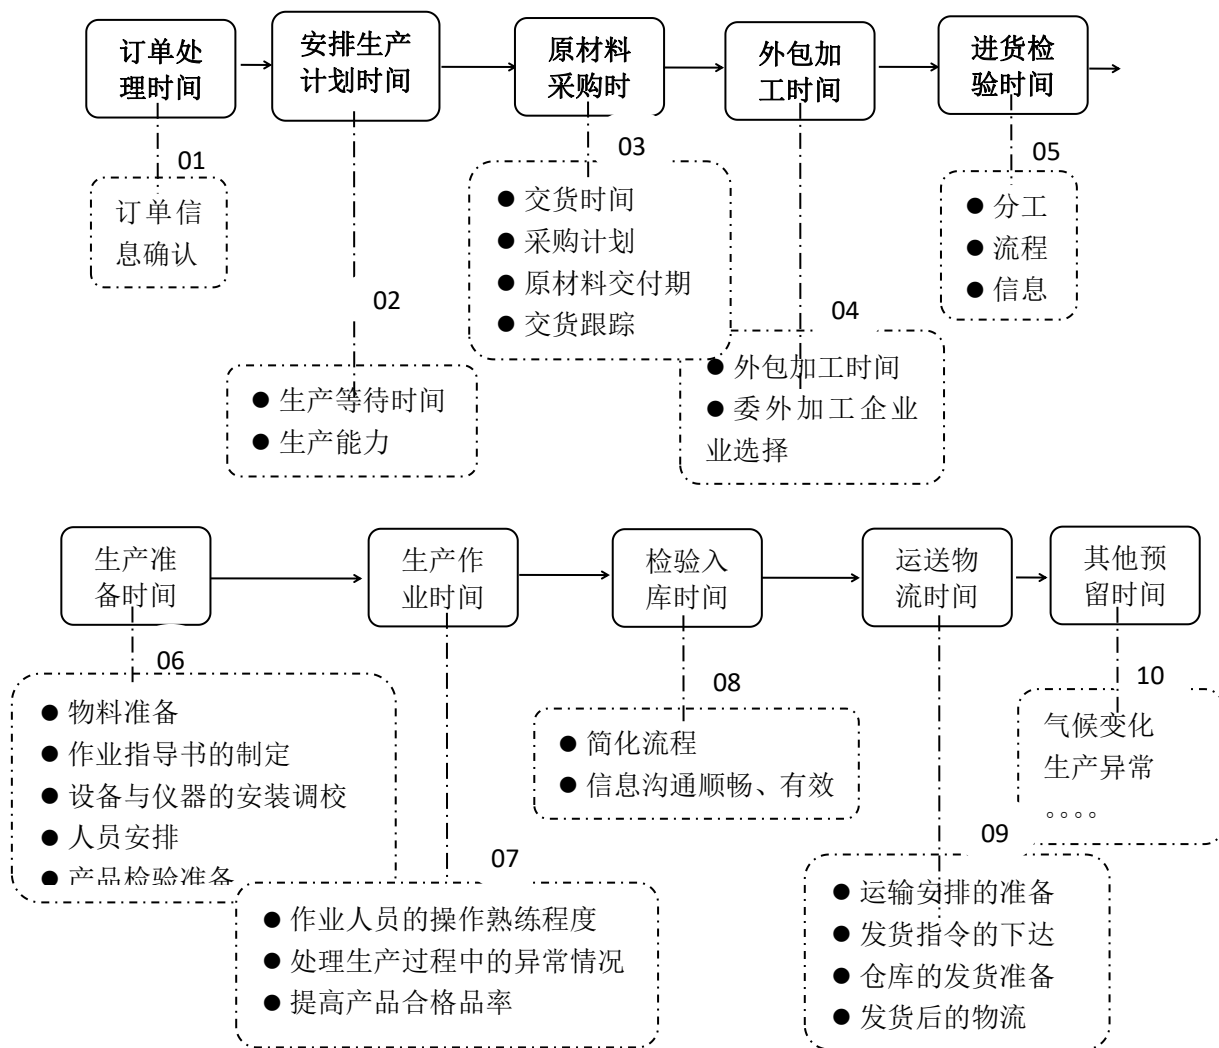 订单处
理时间
安排生产
计划时间
原材料
采购时
外包加
工时间
进货检
验时间
01
订单信
息确认
02
● 生产等待时间
● 生产能力
03
● 交货时间
● 采购计划
● 原材料交付期
● 交货跟踪
04
● 外包加工时间
● 委外加工企业
业选择
05
● 分工
● 流程
● 信息
生产准
备时间
生产作
业时间
检验入
库时间
运送物
流时间
其他预
留时间
06
● 物料准备
● 作业指导书的制定
● 设备与仪器的安装调校
● 人员安排
● 产品检验准备
07
● 作业人员的操作熟练程度
● 处理生产过程中的异常情况
● 提高产品合格品率
08
● 简化流程
● 信息沟通顺畅、有效
09
● 运输安排的准备
● 发货指令的下达
● 仓库的发货准备
● 发货后的物流
10
气候变化
生产异常
。。。。